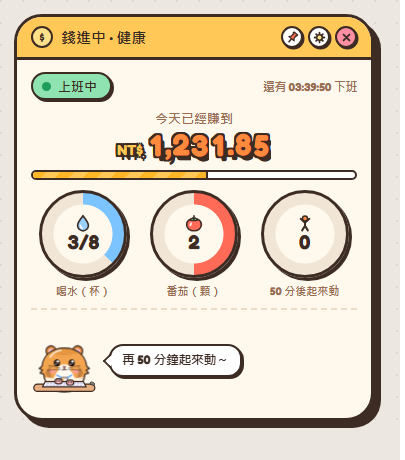 $ 錢進中·健康
上班中
還有 03:39:50 下班
今天已經賺到
NT$ 1,231.85
3/8
2
0
喝水 ( 杯 )
番茄 ( 顆 )
50 分後起來動
再 50 分鐘起來動~